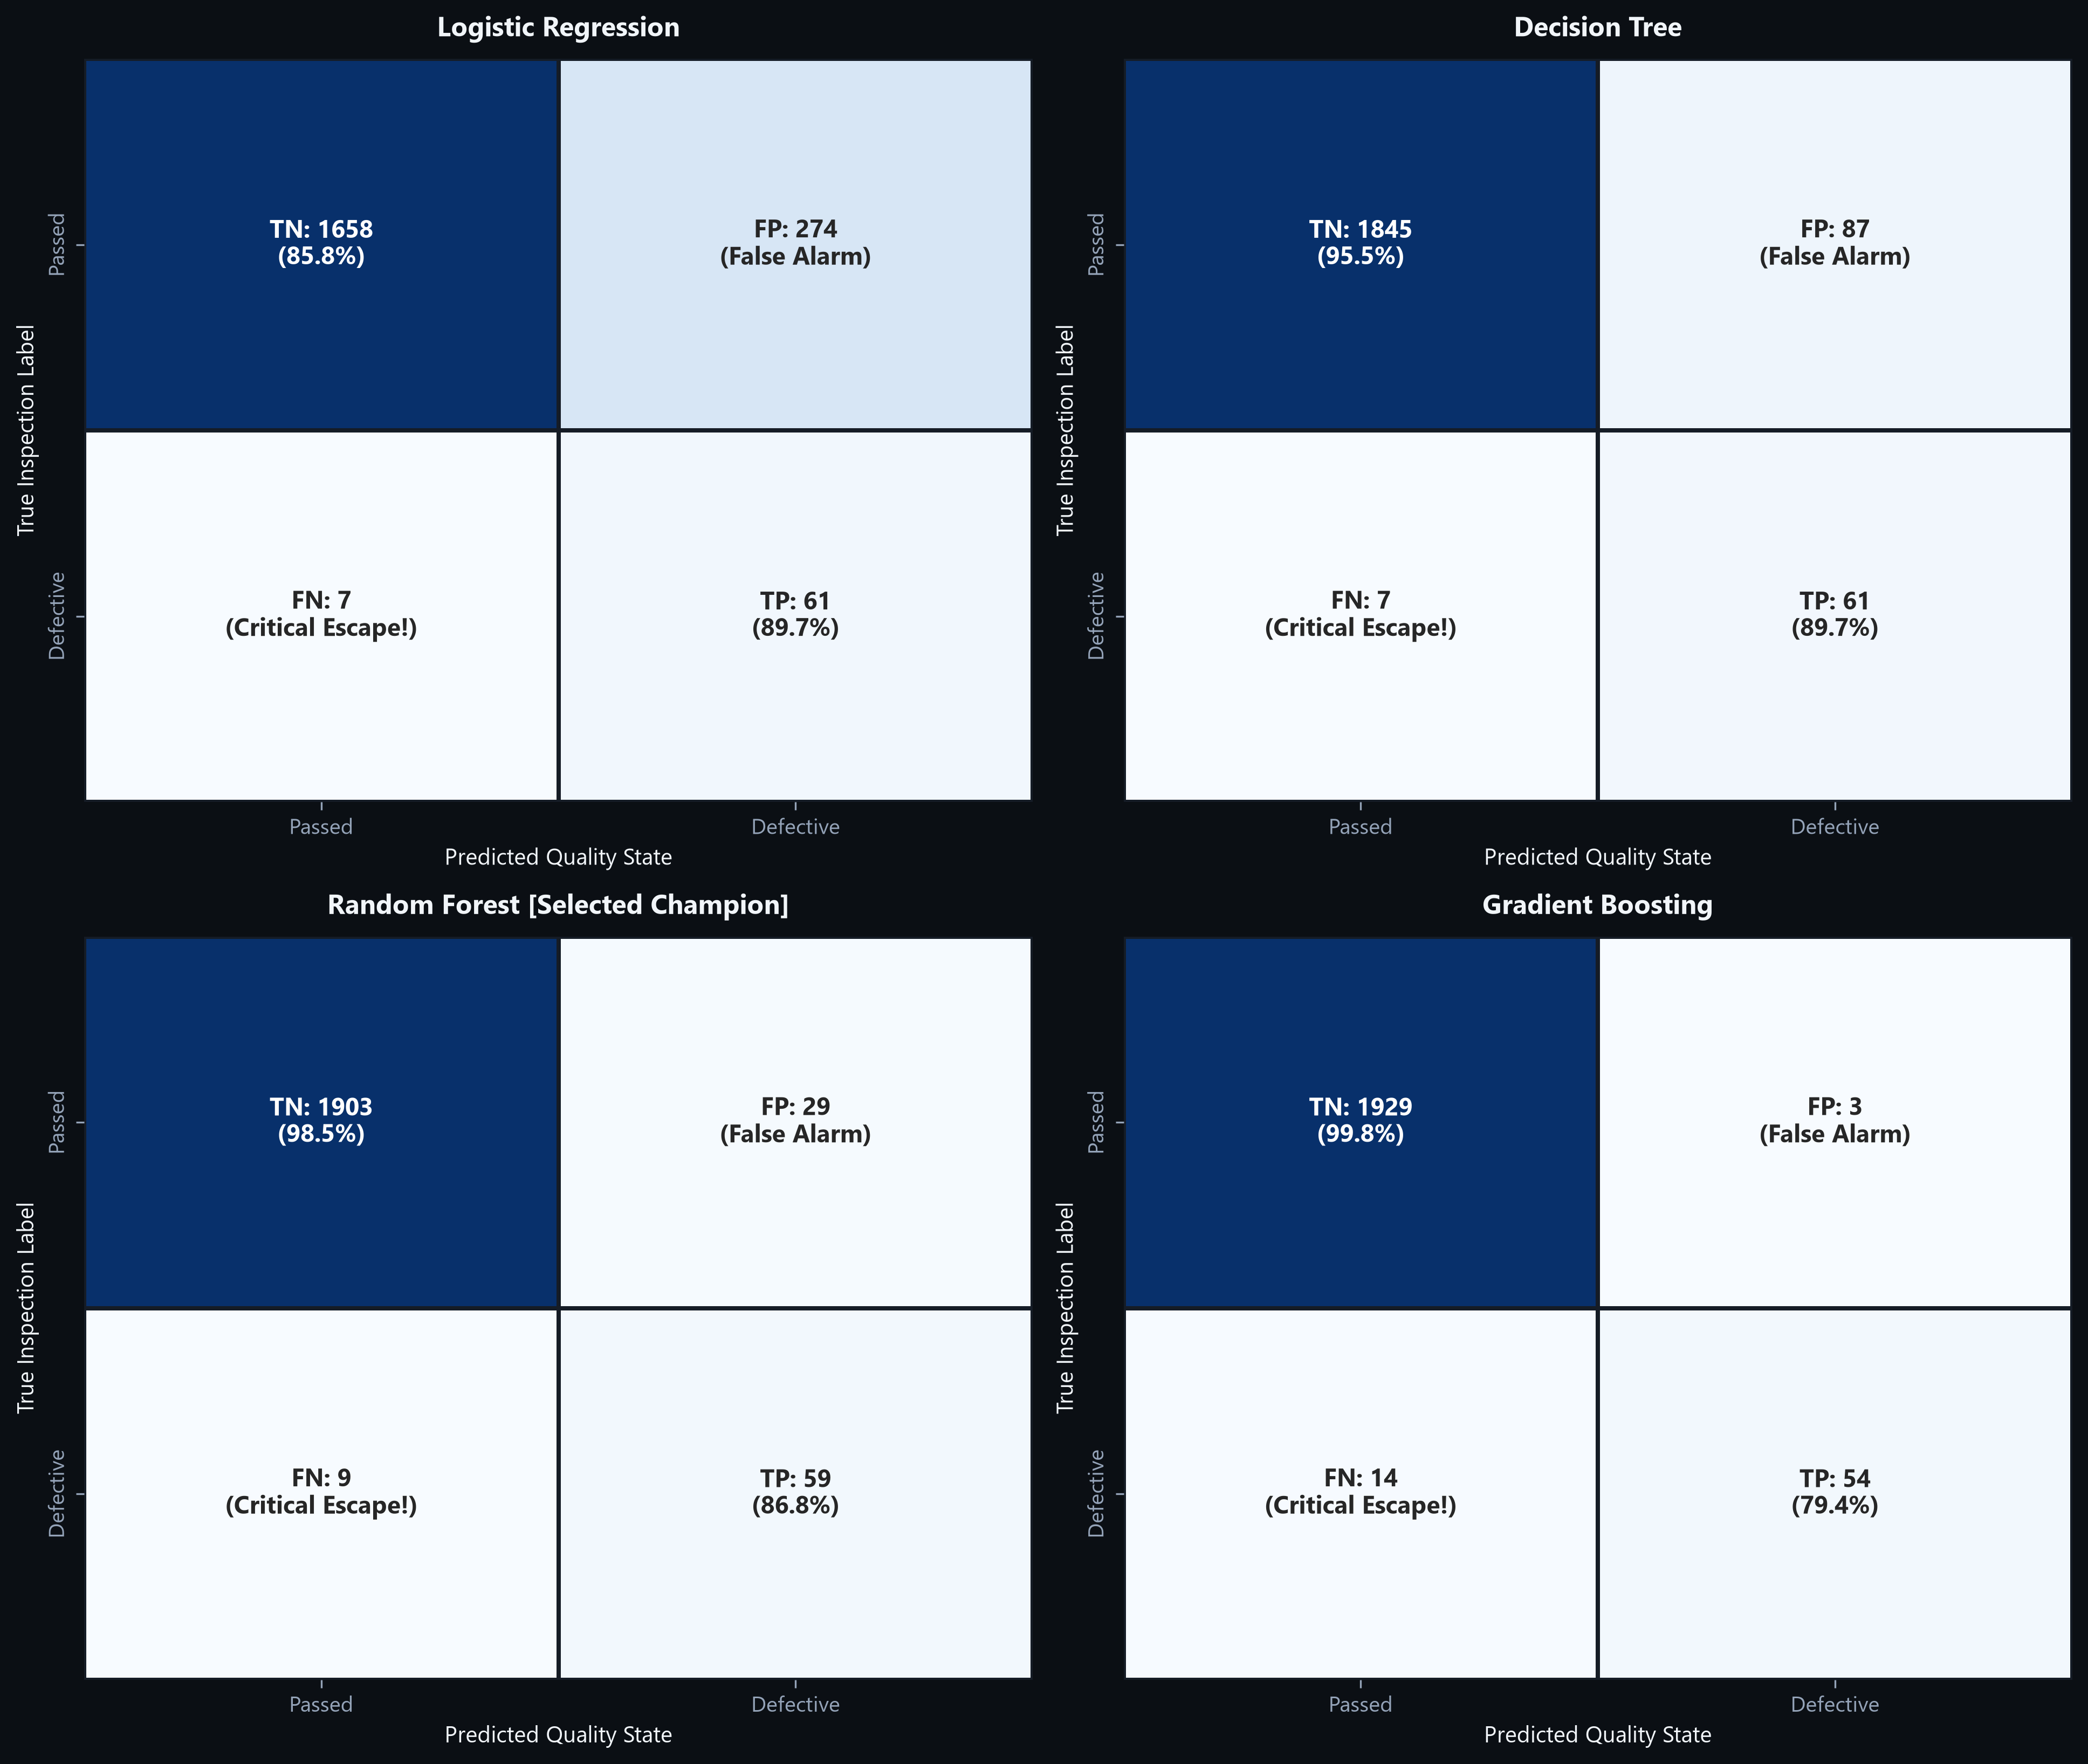 Logistic Regression
True Inspection Label
Passed
TN: 1658
(85.8%)
FP: 274
(False Alarm)
Defective
FN: 7
(Critical Escape!)
TP: 61
(89.7%)
Passed
Defective
Predicted Quality State
Decision Tree
True Inspection Label
Passed
TN: 1845
(95.5%)
FP: 87
(False Alarm)
Defective
FN: 7
(Critical Escape!)
TP: 61
(89.7%)
Passed
Defective
Predicted Quality State
Random Forest [Selected Champion]
True Inspection Label
Passed
TN: 1903
(98.5%)
FP: 29
(False Alarm)
Defective
FN: 9
(Critical Escape!)
TP: 59
(86.8%)
Passed
Defective
Predicted Quality State
Gradient Boosting
True Inspection Label
Passed
TN: 1929
(99.8%)
FP: 3
(False Alarm)
Defective
FN: 14
(Critical Escape!)
TP: 54
(79.4%)
Passed
Defective
Predicted Quality State